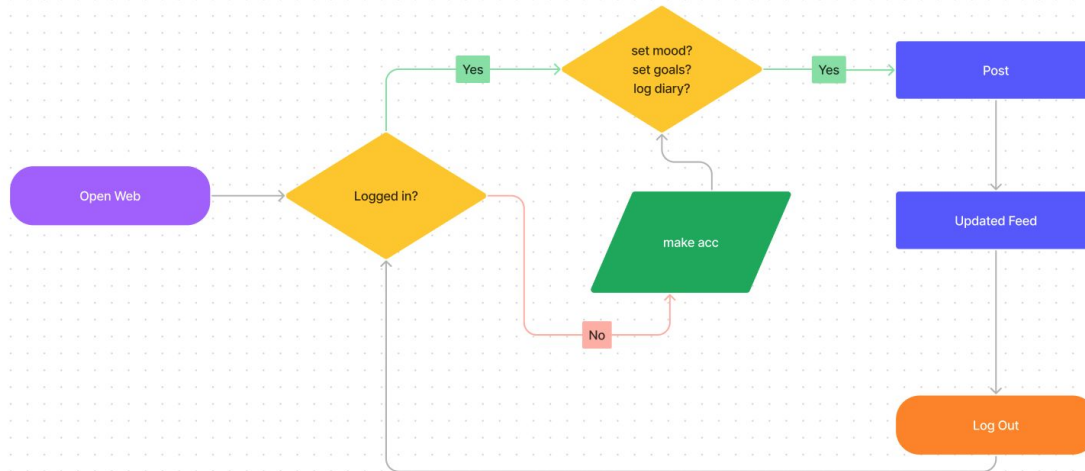 Yes
set mood?
set goals?
log diary?
Yes
Post
Open Web
Logged in?
make acc
Updated Feed
No
Log Out